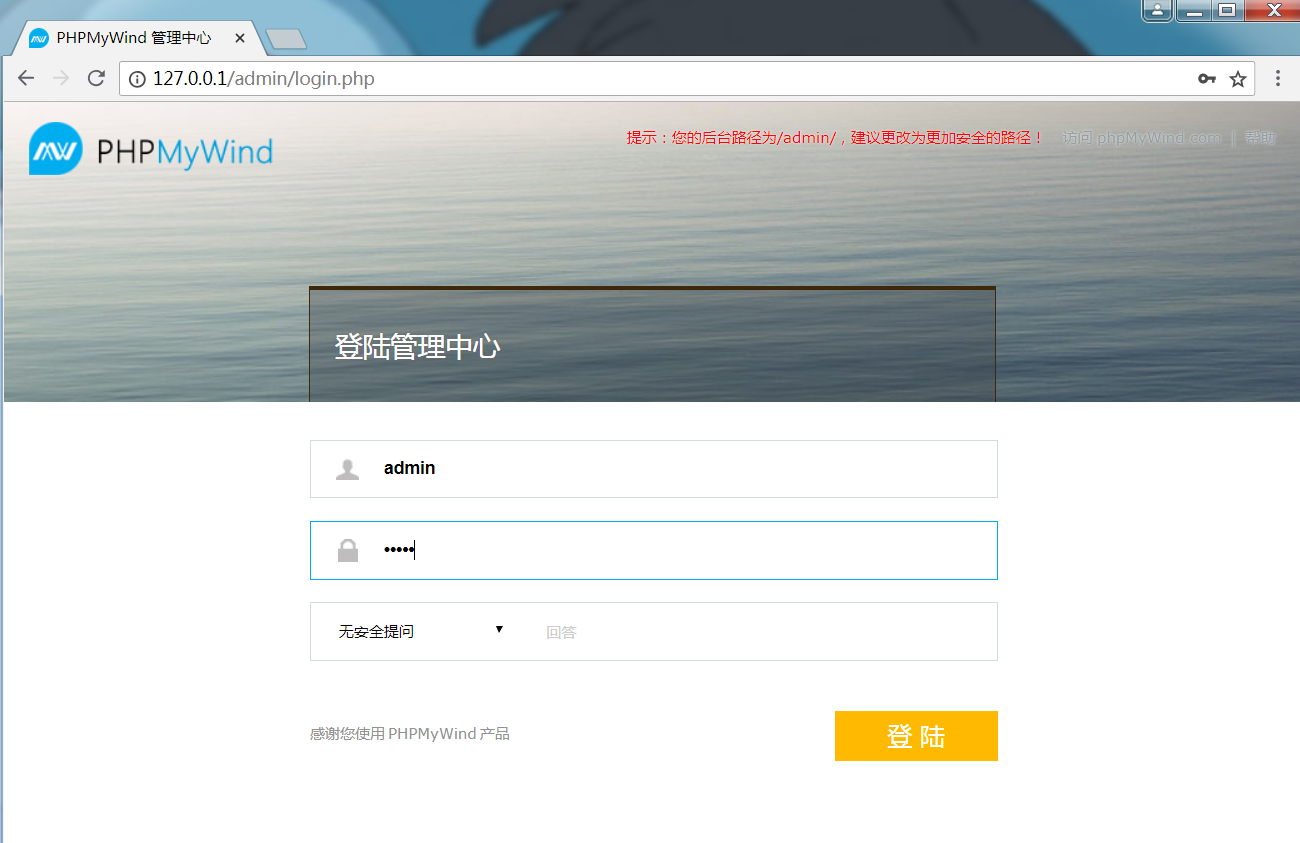 PHPMyWind 管理中心
127.0.0.1/admin/login.php
PHPMyWind
提示：您的后台路径为/admin/，建议更改为更加安全的路径！ 访问 phpMyWind.com | 帮助
登陆管理中心
admin
•••••
无安全提问 回答
感谢您使用 PHPMyWind 产品
登 陆